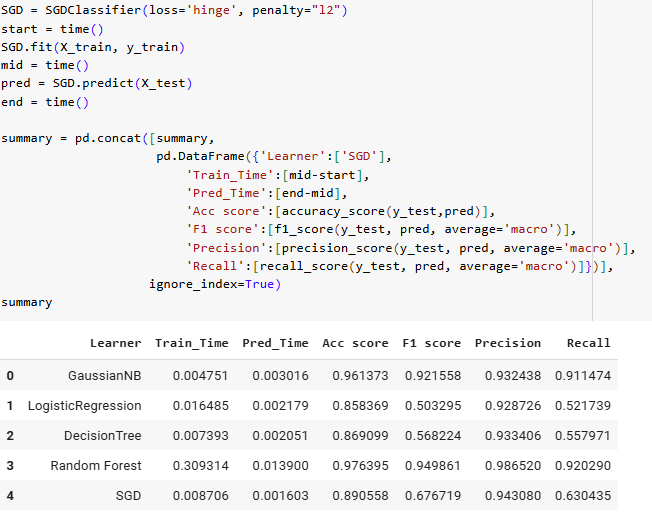 SGD = SGDClassifier(loss='hinge', penalty="l2")
start = time()
SGD.fit(X_train, y_train)
mid = time()
pred = SGD.predict(X_test)
end = time()
summary = pd.concat([summary,
pd.DataFrame({'Learner':['SGD'],
'Train_Time':[mid-start],
'Pred_Time':[end-mid],
'Acc score':[accuracy_score(y_test,pred)],
'F1 score':[f1_score(y_test, pred, average='macro')],
'Precision':[precision_score(y_test, pred, average='macro')],
'Recall':[recall_score(y_test, pred, average='macro')]})],
ignore_index=True)
summary
Learner Train_Time Pred_Time Acc score F1 score Precision Recall
0 GaussianNB 0.004751 0.003016 0.961373 0.921558 0.932438 0.911474
1 LogisticRegression 0.016485 0.002179 0.858369 0.503295 0.928726 0.521739
2 DecisionTree 0.007393 0.002051 0.869099 0.568224 0.933406 0.557971
3 Random Forest 0.309314 0.013900 0.976395 0.949861 0.986520 0.920290
4 SGD 0.008706 0.001603 0.890558 0.676719 0.943080 0.630435